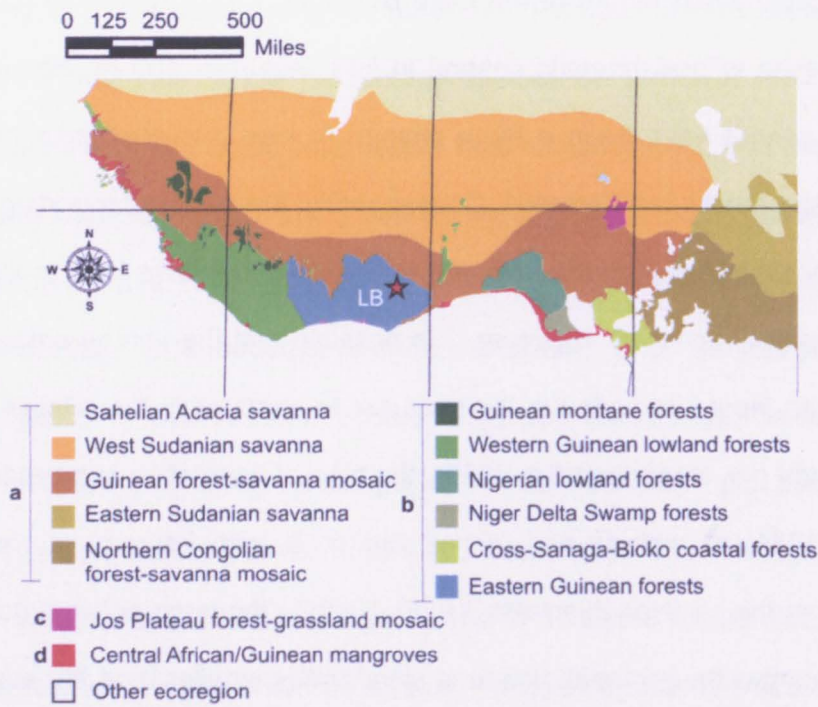 0 125 250 500
Miles
N
W E
S
LB
a
Sahelian Acacia savanna
West Sudanian savanna
Guinean forest-savanna mosaic
Eastern Sudanian savanna
Northern Congolian
forest-savanna mosaic
b
Guinean montane forests
Western Guinean lowland forests
Nigerian lowland forests
Niger Delta Swamp forests
Cross-Sanaga-Bioko coastal forests
Eastern Guinean forests
c Jos Plateau forest-grassland mosaic
d Central African/Guinean mangroves
Other ecoregion